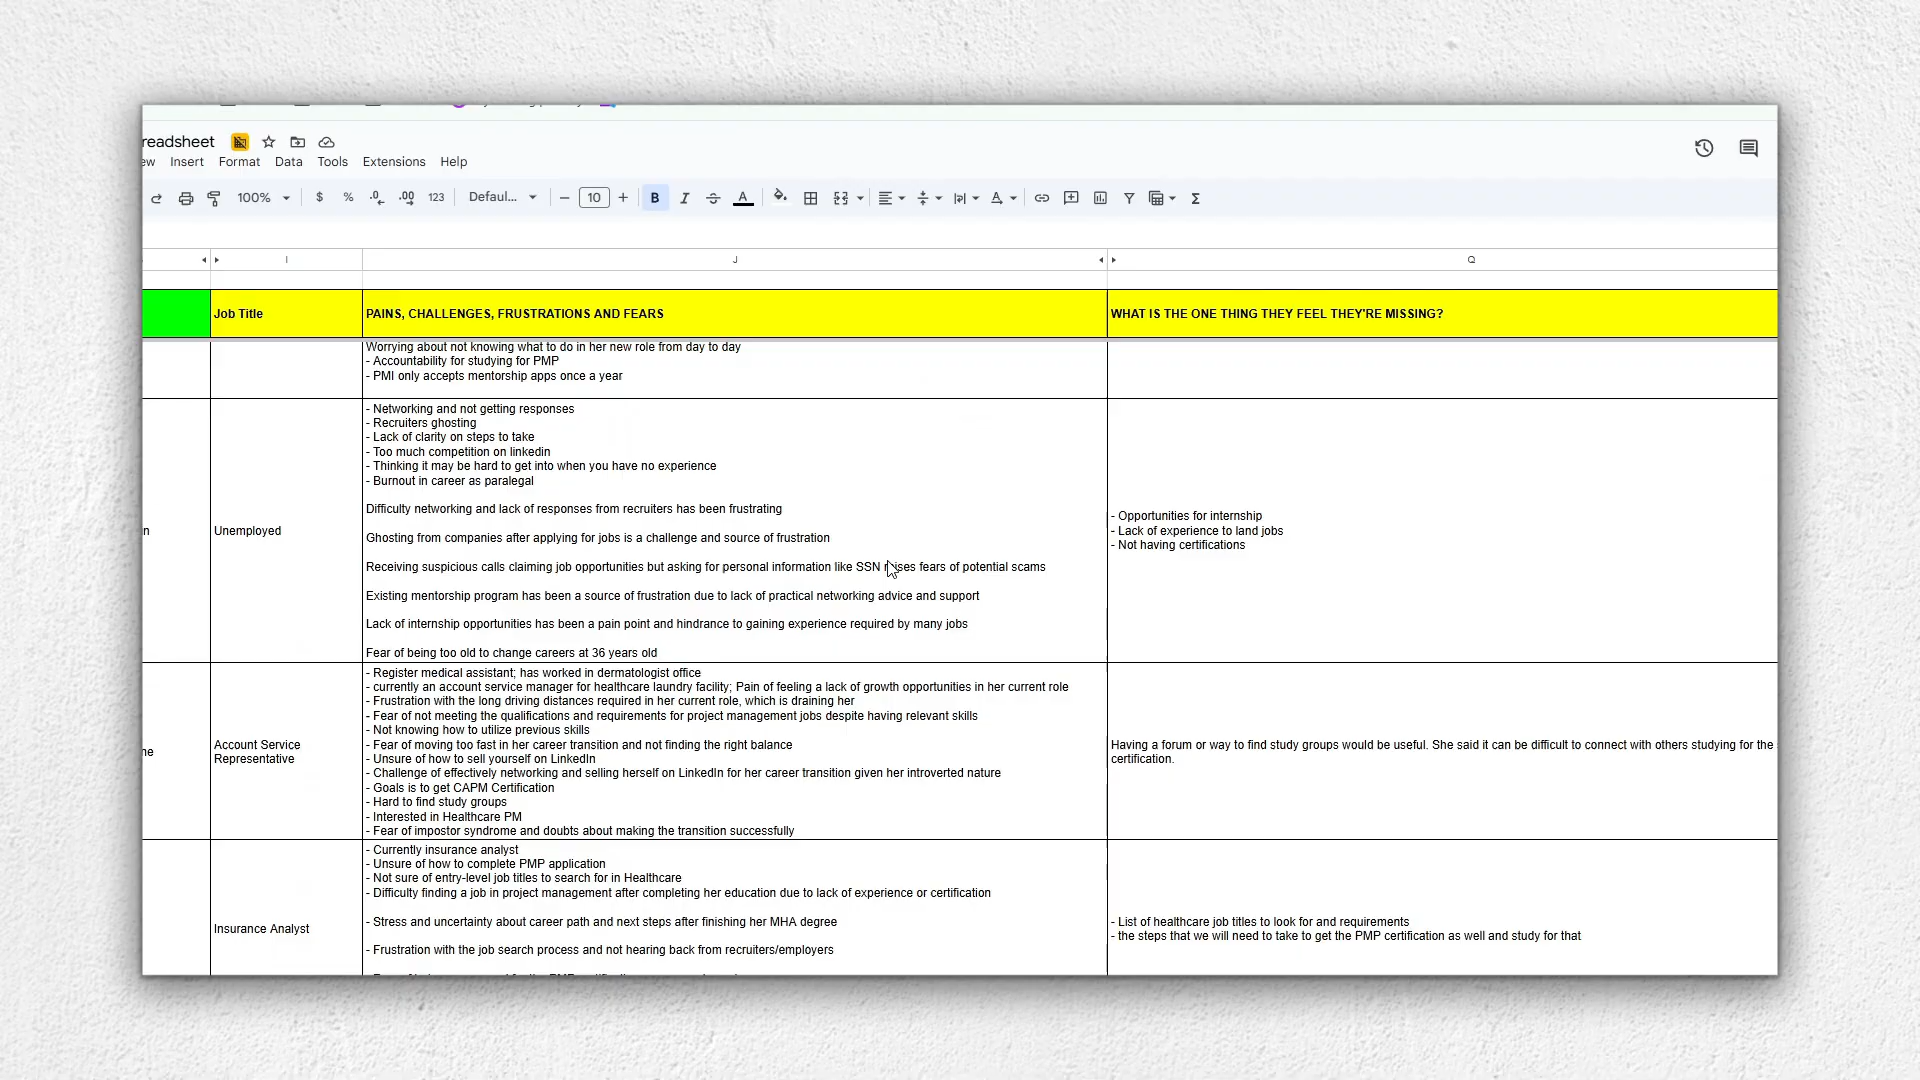 readsheet
ew Insert Format Data Tools Extensions Help
100% $ % .0 .00 123 Defaul... 10 B I A
I J Q
Job Title PAINS, CHALLENGES, FRUSTRATIONS AND FEARS WHAT IS THE ONE THING THEY FEEL THEY'RE MISSING?
Worrying about not knowing what to do in her new role from day to day
- Accountability for studying for PMP
- PMI only accepts mentorship apps once a year
n
Unemployed
- Networking and not getting responses
- Recruiters ghosting
- Lack of clarity on steps to take
- Too much competition on linkedin
- Thinking it may be hard to get into when you have no experience
- Burnout in career as paralegal
Difficulty networking and lack of responses from recruiters has been frustrating
Ghosting from companies after applying for jobs is a challenge and source of frustration
Receiving suspicious calls claiming job opportunities but asking for personal information like SSN raises fears of potential scams
Existing mentorship program has been a source of frustration due to lack of practical networking advice and support
Lack of internship opportunities has been a pain point and hindrance to gaining experience required by many jobs
Fear of being too old to change careers at 36 years old
- Opportunities for internship
- Lack of experience to land jobs
- Not having certifications
ne
Account Service
Representative
- Register medical assistant; has worked in dermatologist office
- currently an account service manager for healthcare laundry facility; Pain of feeling a lack of growth opportunities in her current role
- Frustration with the long driving distances required in her current role, which is draining her
- Fear of not meeting the qualifications and requirements for project management jobs despite having relevant skills
- Not knowing how to utilize previous skills
- Fear of moving too fast in her career transition and not finding the right balance
- Unsure of how to sell yourself on LinkedIn
- Challenge of effectively networking and selling herself on LinkedIn for her career transition given her introverted nature
- Goals is to get CAPM Certification
- Hard to find study groups
- Interested in Healthcare PM
- Fear of impostor syndrome and doubts about making the transition successfully
Having a forum or way to find study groups would be useful. She said it can be difficult to connect with others studying for the
certification.
Insurance Analyst
- Currently insurance analyst
- Unsure of how to complete PMP application
- Not sure of entry-level job titles to search for in Healthcare
- Difficulty finding a job in project management after completing her education due to lack of experience or certification
- Stress and uncertainty about career path and next steps after finishing her MHA degree
- Frustration with the job search process and not hearing back from recruiters/employers
- List of healthcare job titles to look for and requirements
- the steps that we will need to take to get the PMP certification as well and study for that